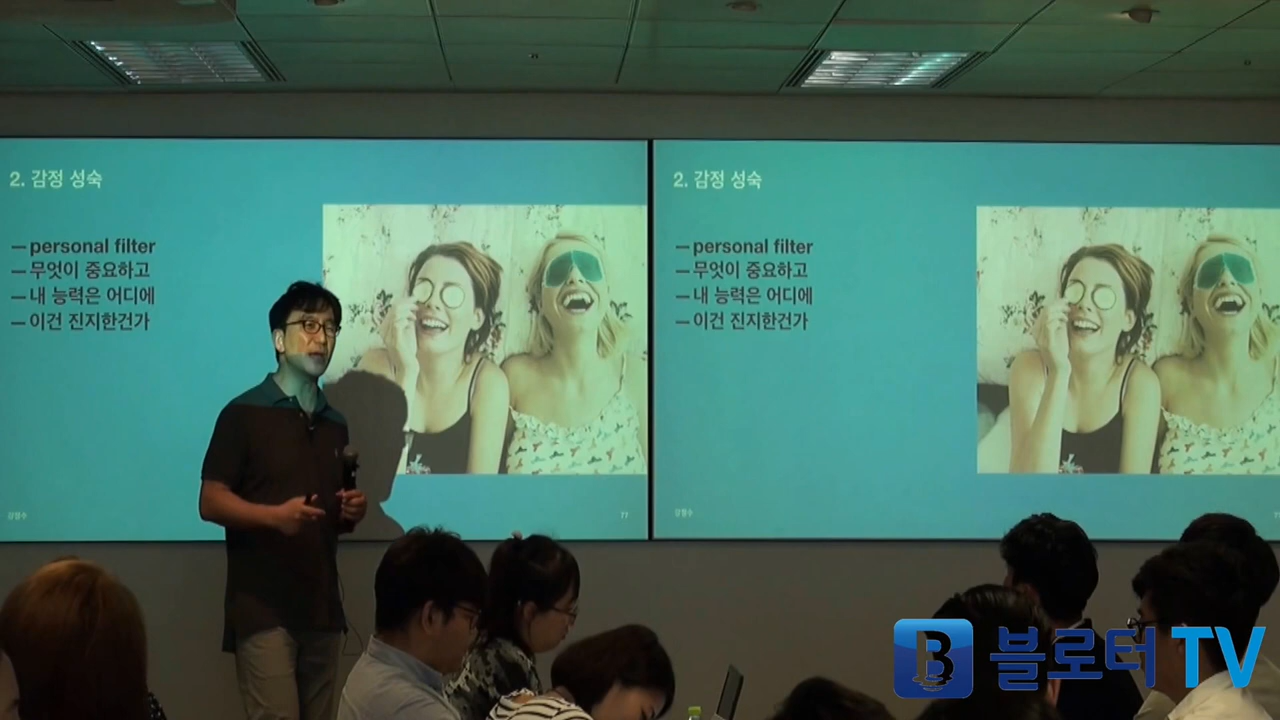 2. 감정 성숙
— personal filter
— 무엇이 중요하고
— 내 능력은 어디에
— 이건 진지한건가
77
2. 감정 성숙
— personal filter
— 무엇이 중요하고
— 내 능력은 어디에
— 이건 진지한건가
B 블로터 TV